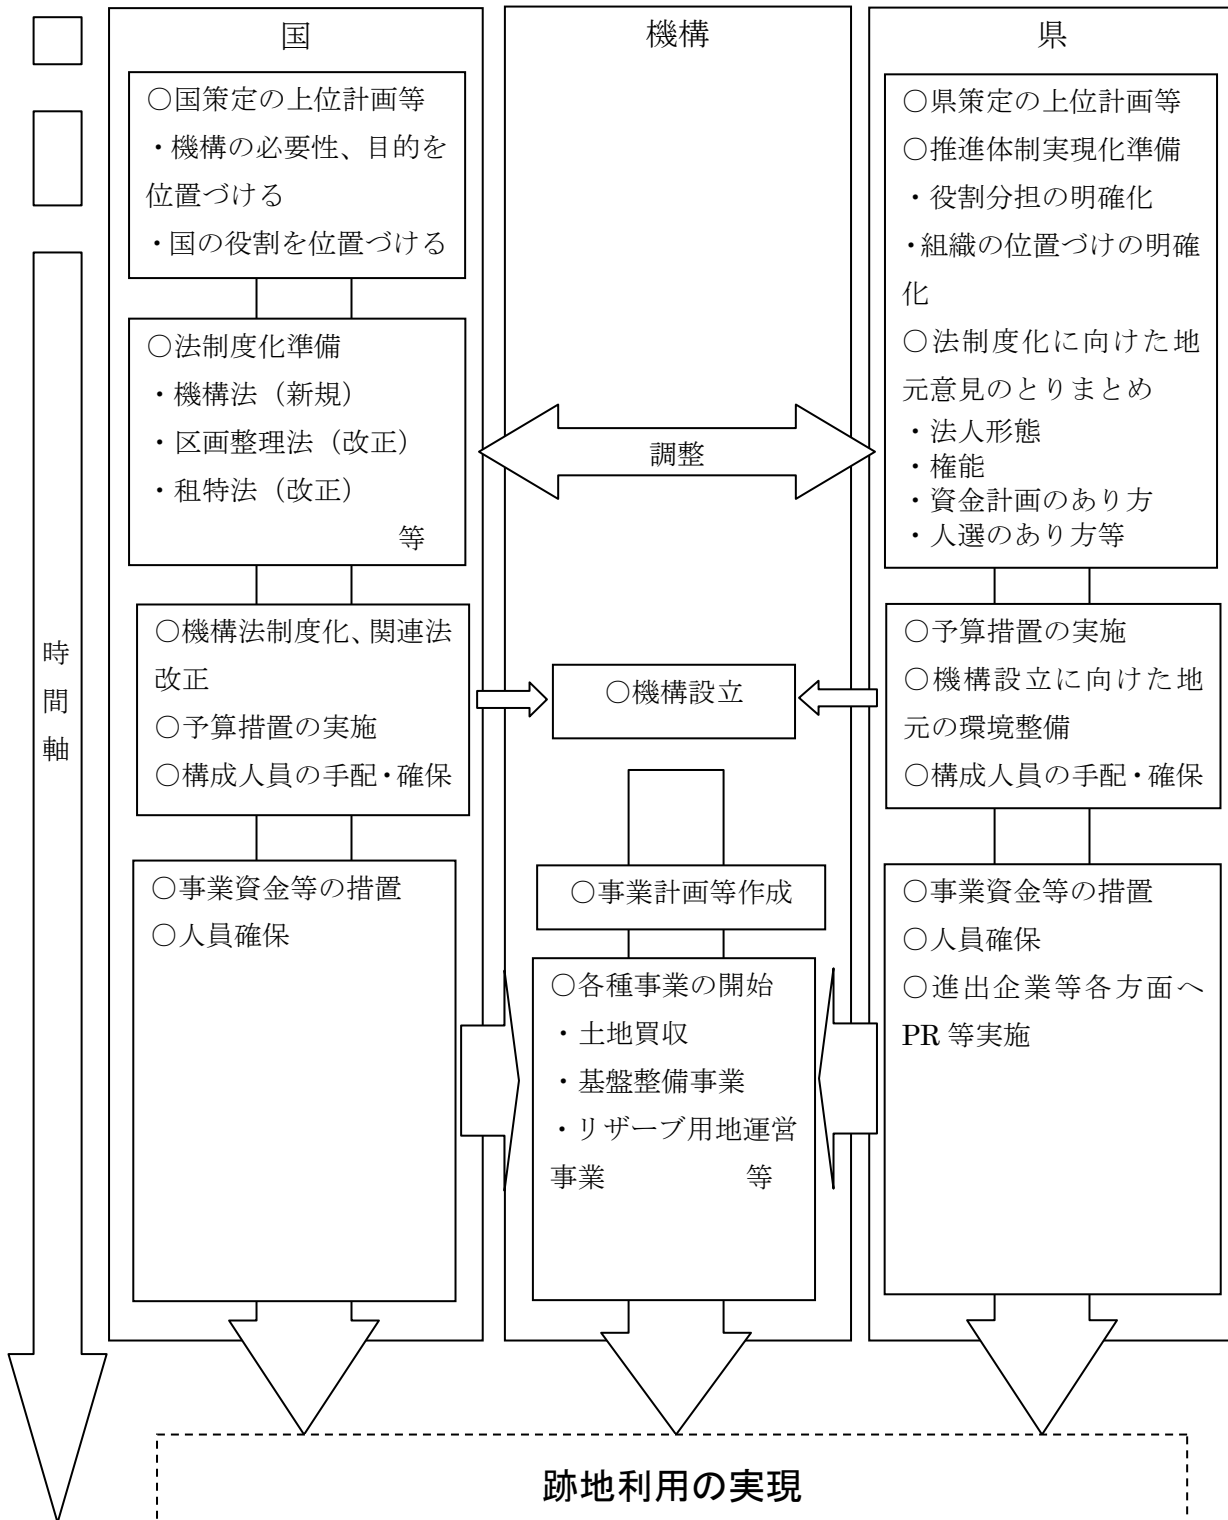 国
○国策定の上位計画等
・機構の必要性、目的を
位置づける
・国の役割を位置づける
○法制度化準備
・機構法（新規）
・区画整理法（改正）
・租特法（改正）
等
○機構法制度化、関連法
改正
○予算措置の実施
○構成人員の手配・確保
○事業資金等の措置
○人員確保
機構
調整
○機構設立
○事業計画等作成
○各種事業の開始
・土地買収
・基盤整備事業
・リザーブ用地運営
事業 等
県
○県策定の上位計画等
○推進体制実現化準備
・役割分担の明確化
・組織の位置づけの明確
化
○法制度化に向けた地
元意見のとりまとめ
・法人形態
・権能
・資金計画のあり方
・人選のあり方等
○予算措置の実施
○機構設立に向けた地
元の環境整備
○構成人員の手配・確保
○事業資金等の措置
○人員確保
○進出企業等各方面へ
PR 等実施
時間軸
跡地利用の実現